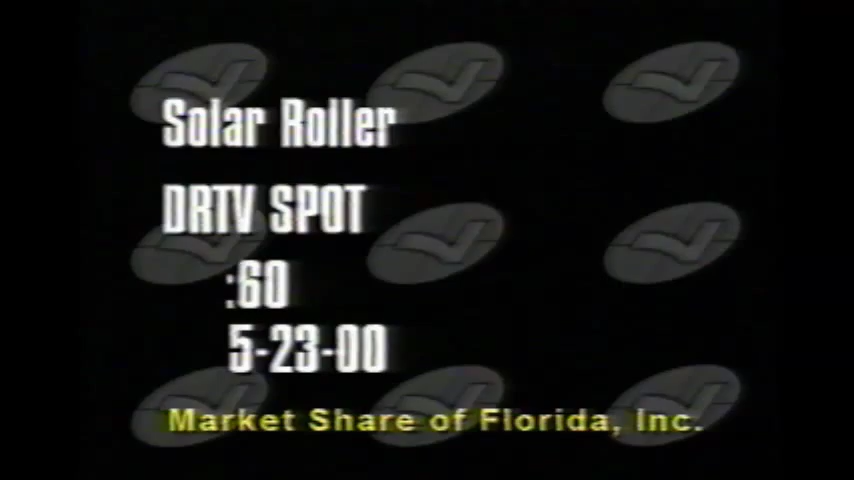 Solar Roller
DRTV SPOT
:60
5-23-00
Market Share of Florida, Inc.